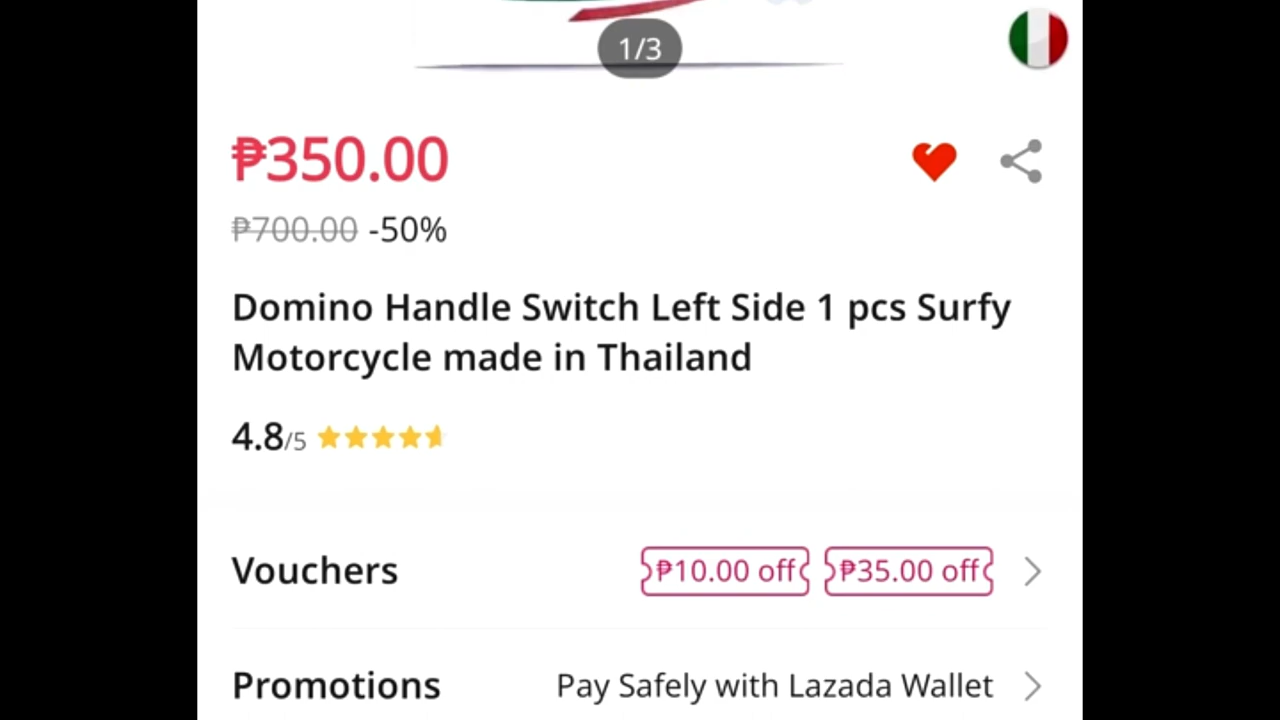 1/3
₱350.00
₱700.00 -50%
Domino Handle Switch Left Side 1 pcs Surfy
Motorcycle made in Thailand
4.8/5
Vouchers ₱10.00 off ₱35.00 off
Promotions Pay Safely with Lazada Wallet